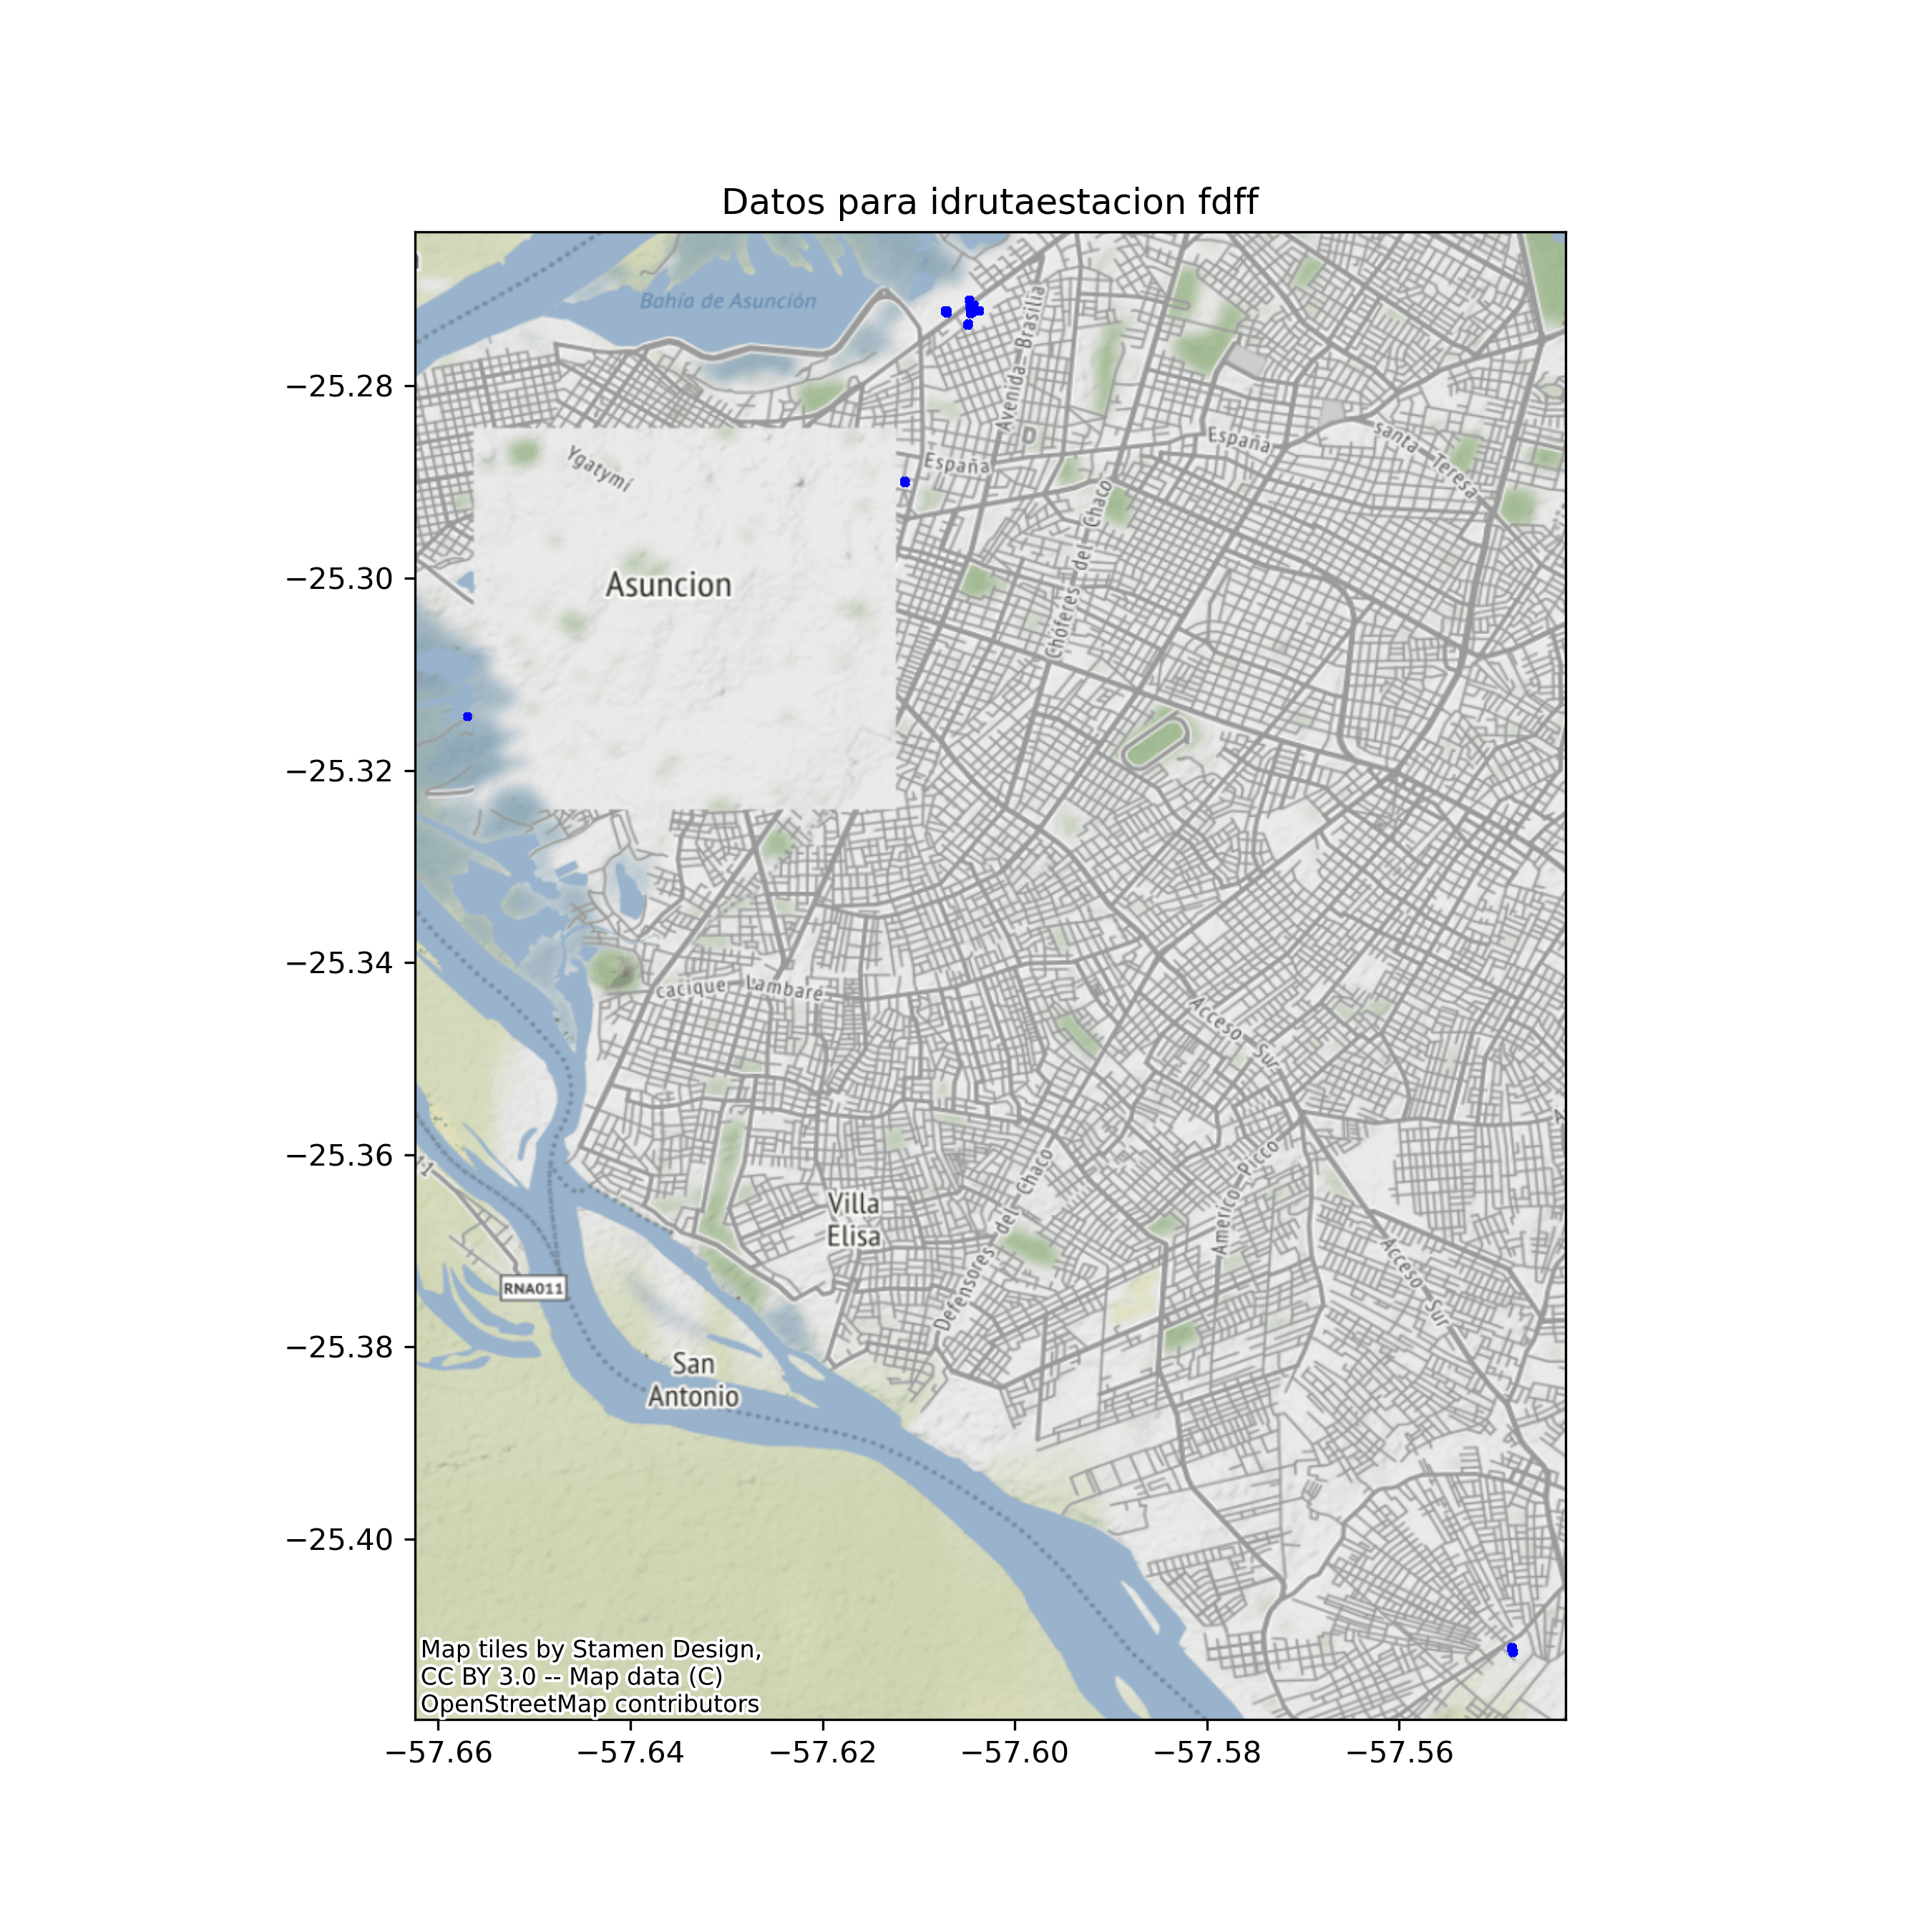 Datos para idrutaestacion fdff
Bahía de Asunción
Avenida Brasilia
España
España
santa Teresa
Ygatymí
Asuncion
Chóferes del Chaco
cacique Lambaré
Acceso Sur
Americo Picco
Villa
Elisa
Defensores del Chaco
Acceso Sur
RNA011
San
Antonio
Map tiles by Stamen Design,
CC BY 3.0 -- Map data (C)
OpenStreetMap contributors
−25.28
−25.30
−25.32
−25.34
−25.36
−25.38
−25.40
−57.66
−57.64
−57.62
−57.60
−57.58
−57.56